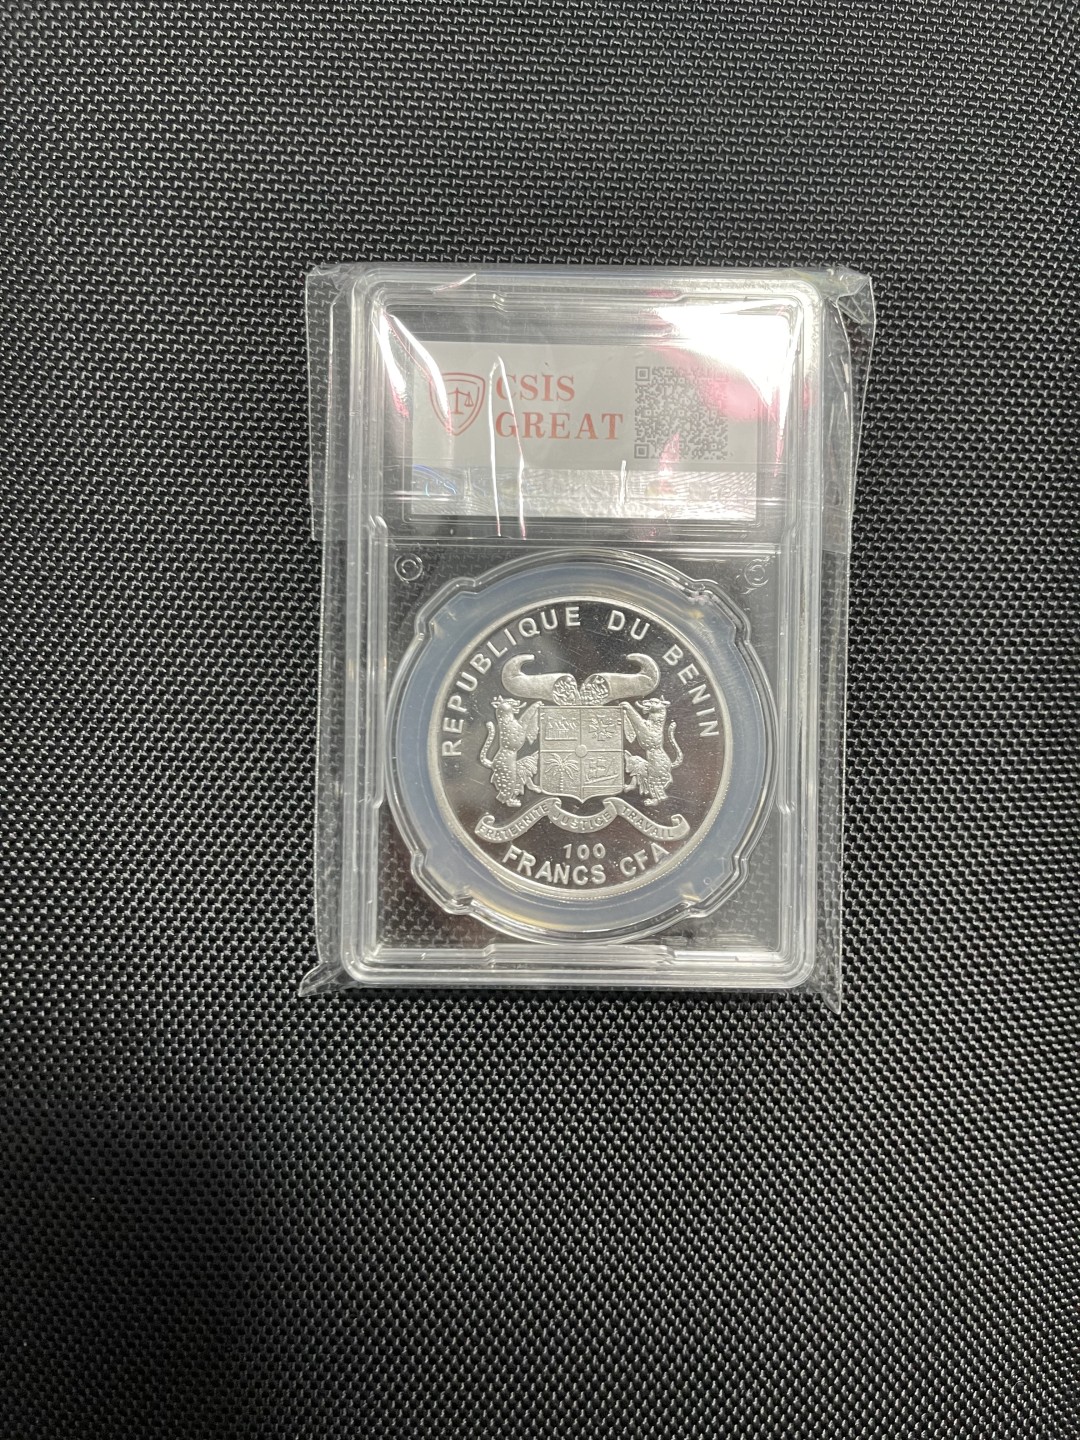 CSIS
GREAT
REPUBLIQUE DU BENIN
FRATERNITE JUSTICE TRAVAIL
100
FRANCS CFA